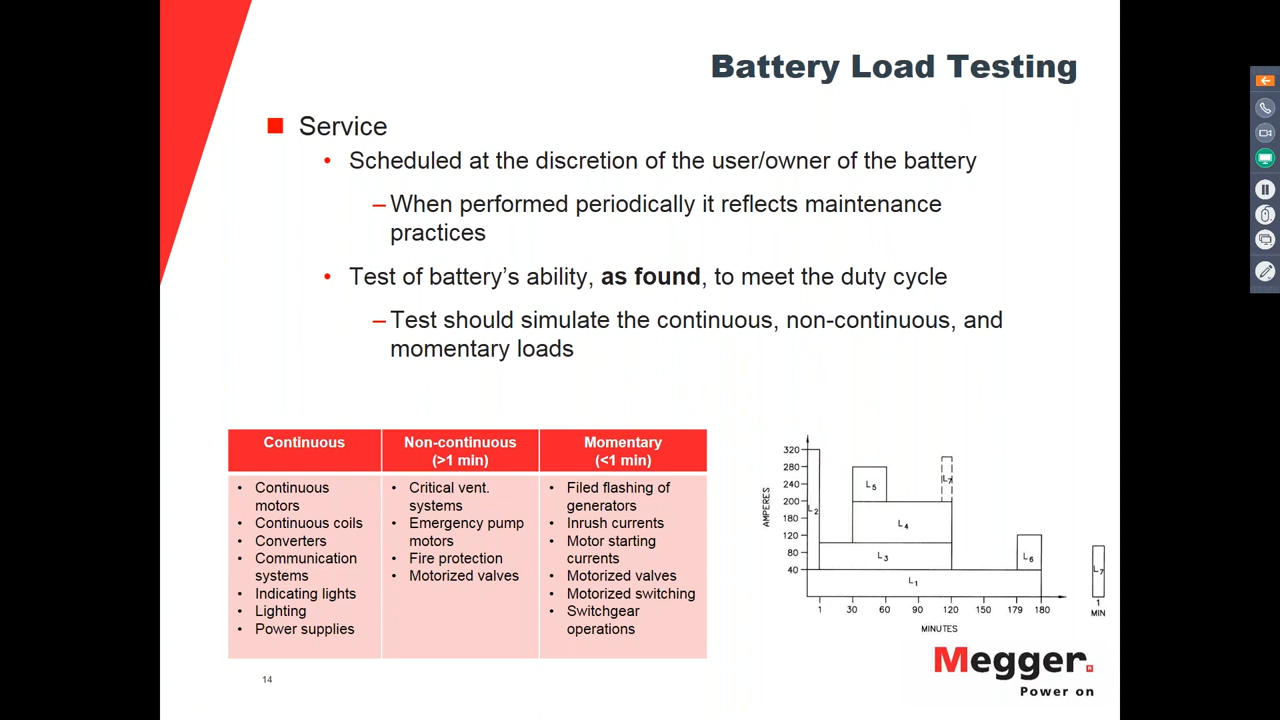 Battery Load Testing
Service
• Scheduled at the discretion of the user/owner of the battery
– When performed periodically it reflects maintenance
practices
• Test of battery's ability, as found, to meet the duty cycle
– Test should simulate the continuous, non-continuous, and
momentary loads
Continuous
• Continuous
motors
• Continuous coils
• Converters
• Communication
systems
• Indicating lights
• Lighting
• Power supplies
Non-continuous
(>1 min)
• Critical vent.
systems
• Emergency pump
motors
• Fire protection
• Motorized valves
Momentary
(<1 min)
• Filed flashing of
generators
• Inrush currents
• Motor starting
currents
• Motorized valves
• Motorized switching
• Switchgear
operations
AMPERES
320
280
240
200
180
120
80
40
L2
L5
L7
L4
L3
L6
L1
L7
1 30 60 90 120 150 179 180
1
MIN
MINUTES
Megger.
Power on
14